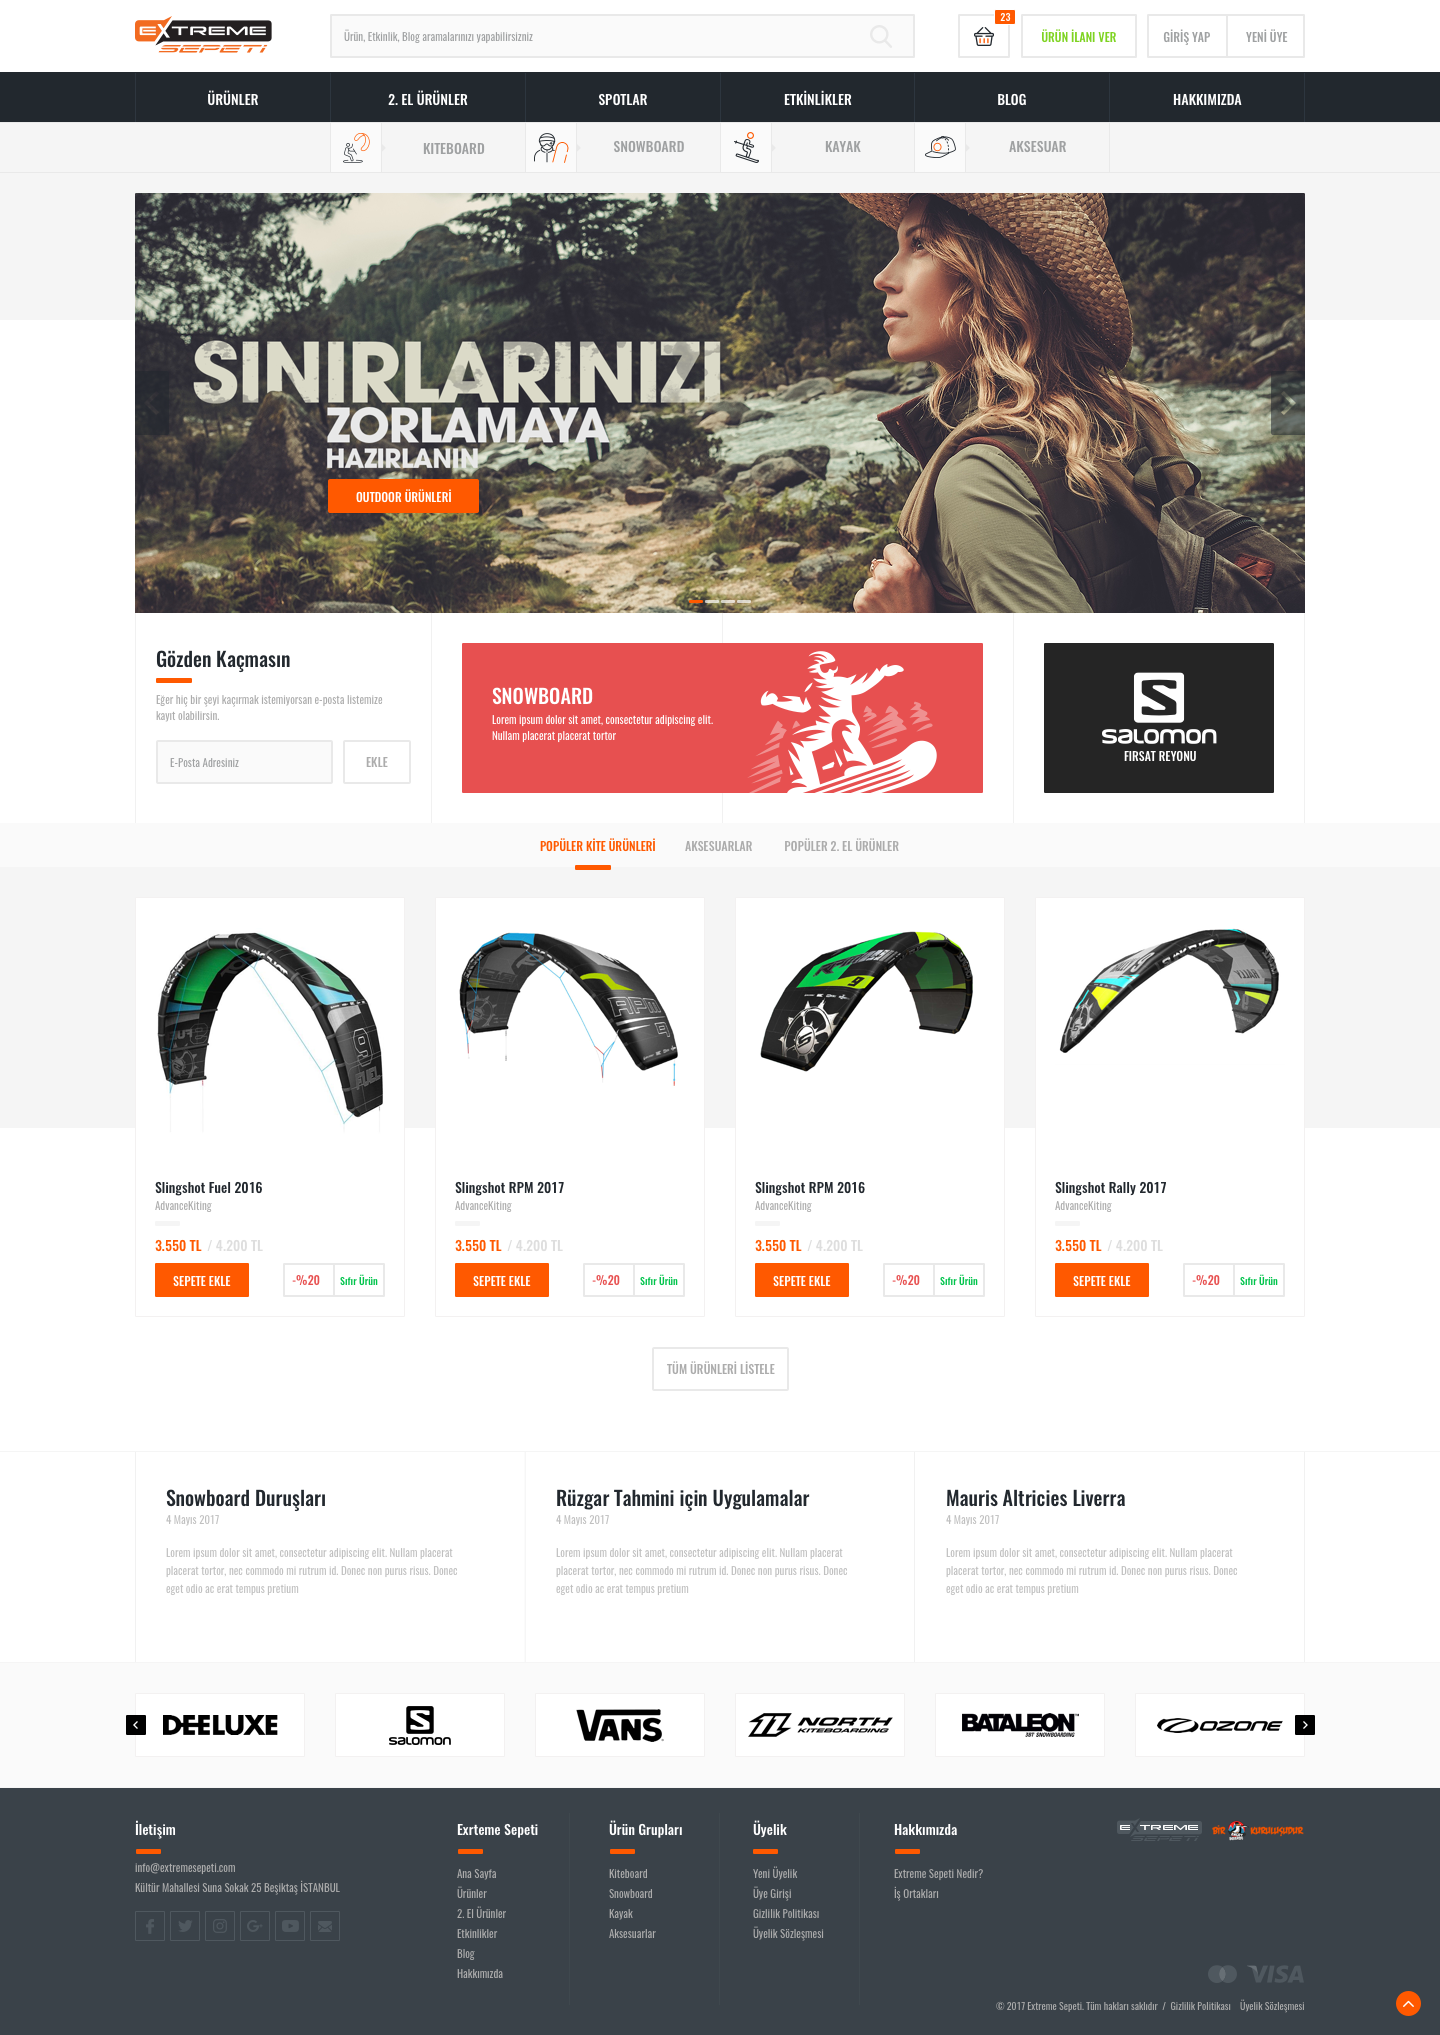 EXTREME
SEPETİ
Ürün, Etkinlik, Blog aramalarınızı yapabilirsizniz
23
ÜRÜN İLANI VER
GİRİŞ YAP
YENİ ÜYE
ÜRÜNLER
2. EL ÜRÜNLER
SPOTLAR
ETKİNLİKLER
BLOG
HAKKIMIZDA
KITEBOARD
SNOWBOARD
KAYAK
AKSESUAR
SINIRLARINIZI
ZORLAMAYA
HAZIRLANIN
OUTDOOR ÜRÜNLERİ
Gözden Kaçmasın
Eğer hiç bir şeyi kaçırmak istemiyorsan e-posta listemize
kayıt olabilirsin.
E-Posta Adresiniz
EKLE
SNOWBOARD
Lorem ipsum dolor sit amet, consectetur adipiscing elit.
Nullam placerat placerat tortor
SALOMON
FIRSAT REYONU
POPÜLER KİTE ÜRÜNLERİ
AKSESUARLAR
POPÜLER 2. EL ÜRÜNLER
Slingshot Fuel 2016
AdvanceKiting
3.550 TL / 4.200 TL
SEPETE EKLE
-%20
Sıfır Ürün
Slingshot RPM 2017
AdvanceKiting
3.550 TL / 4.200 TL
SEPETE EKLE
-%20
Sıfır Ürün
Slingshot RPM 2016
AdvanceKiting
3.550 TL / 4.200 TL
SEPETE EKLE
-%20
Sıfır Ürün
Slingshot Rally 2017
AdvanceKiting
3.550 TL / 4.200 TL
SEPETE EKLE
-%20
Sıfır Ürün
TÜM ÜRÜNLERİ LİSTELE
Snowboard Duruşları
4 Mayıs 2017
Lorem ipsum dolor sit amet, consectetur adipiscing elit. Nullam placerat
placerat tortor, nec commodo mi rutrum id. Donec non purus risus. Donec
eget odio ac erat tempus pretium
Rüzgar Tahmini için Uygulamalar
4 Mayıs 2017
Lorem ipsum dolor sit amet, consectetur adipiscing elit. Nullam placerat
placerat tortor, nec commodo mi rutrum id. Donec non purus risus. Donec
eget odio ac erat tempus pretium
Mauris Altricies Liverra
4 Mayıs 2017
Lorem ipsum dolor sit amet, consectetur adipiscing elit. Nullam placerat
placerat tortor, nec commodo mi rutrum id. Donec non purus risus. Donec
eget odio ac erat tempus pretium
DEELUXE
SALOMON
VANS
NORTH
KITEBOARDING
BATALEON
3BT SNOWBOARDING
OZONE
İletişim
info@extremesepeti.com
Kültür Mahallesi Suna Sokak 25 Beşiktaş İSTANBUL
Exrteme Sepeti
Ana Sayfa
Ürünler
2. El Ürünler
Etkinlikler
Blog
Hakkımızda
Ürün Grupları
Kiteboard
Snowboard
Kayak
Aksesuarlar
Üyelik
Yeni Üyelik
Üye Girişi
Gizlilik Politikası
Üyelik Sözleşmesi
Hakkımızda
Extreme Sepeti Nedir?
İş Ortakları
EXTREME
SEPETİ
BİR
KURULUŞUDUR
VISA
© 2017 Extreme Sepeti. Tüm hakları saklıdır / Gizlilik Politikası Üyelik Sözleşmesi